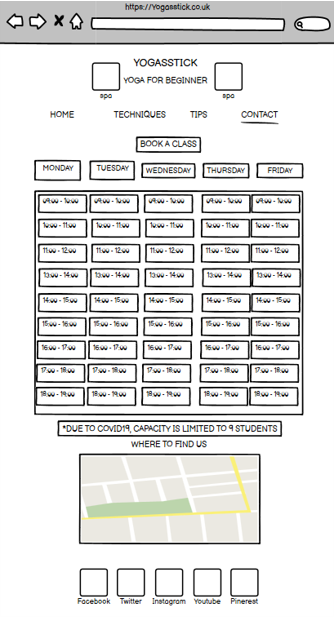 https://Yogasstick.co.uk
YOGASSTICK
YOGA FOR BEGINNER
spa spa
HOME TECHNIQUES TIPS CONTACT
BOOK A CLASS
MONDAY TUESDAY WEDNESDAY THURSDAY FRIDAY
09:00 - 10:00 09:00 - 10:00 09:00 - 10:00 09:00 - 10:00 09:00 - 10:00
10:00 - 11:00 10:00 - 11:00 10:00 - 11:00 10:00 - 11:00 10:00 - 11:00
11:00 - 12:00 11:00 - 12:00 11:00 - 12:00 11:00 - 12:00 11:00 - 12:00
13:00 - 14:00 13:00 - 14:00 13:00 - 14:00 13:00 - 14:00 13:00 - 14:00
14:00 - 15:00 14:00 - 15:00 14:00 - 15:00 14:00 - 15:00 14:00 - 15:00
15:00 - 16:00 15:00 - 16:00 15:00 - 16:00 15:00 - 16:00 15:00 - 16:00
16:00 - 17:00 16:00 - 17:00 16:00 - 17:00 16:00 - 17:00 16:00 - 17:00
17:00 - 18:00 17:00 - 18:00 17:00 - 18:00 17:00 - 18:00 17:00 - 18:00
18:00 - 19:00 18:00 - 19:00 18:00 - 19:00 18:00 - 19:00 18:00 - 19:00
*DUE TO COVID19, CAPACITY IS LIMITED TO 9 STUDENTS
WHERE TO FIND US
Facebook Twitter Instagram Youtube Pinerest